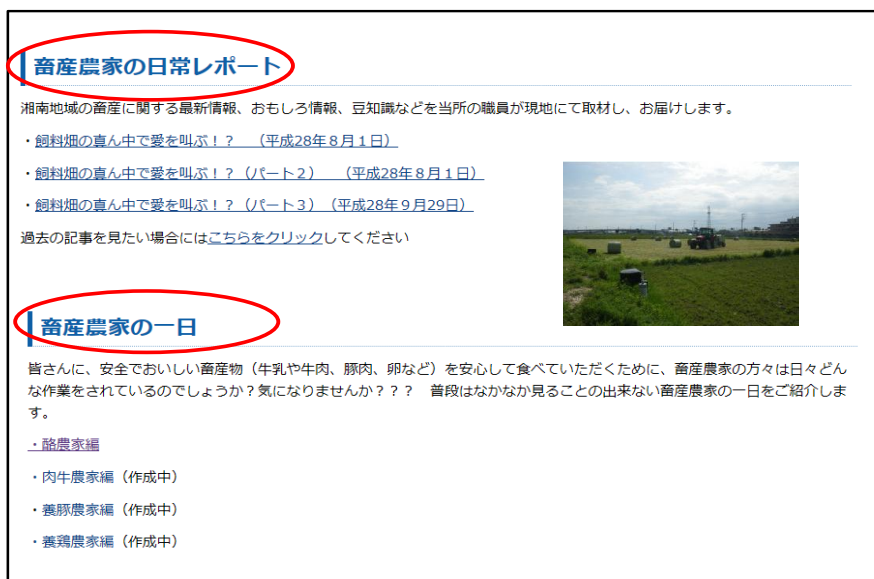 畜産農家の日常レポート
湘南地域の畜産に関する最新情報、おもしろ情報、豆知識などを当所の職員が現地にて取材し、お届けします。
・飼料畑の真ん中で愛を叫ぶ！？　（平成28年８月１日）
・飼料畑の真ん中で愛を叫ぶ！？（パート２）　（平成28年８月１日）
・飼料畑の真ん中で愛を叫ぶ！？（パート３）（平成28年９月29日）
過去の記事を見たい場合にはこちらをクリックしてください
畜産農家の一日
皆さんに、安全でおいしい畜産物（牛乳や牛肉、豚肉、卵など）を安心して食べていただくために、畜産農家の方々は日々どん
な作業をされているのでしょうか？気になりませんか？？？　普段はなかなか見ることの出来ない畜産農家の一日をご紹介しま
す。
・酪農家編
・肉牛農家編（作成中）
・養豚農家編（作成中）
・養鶏農家編（作成中）